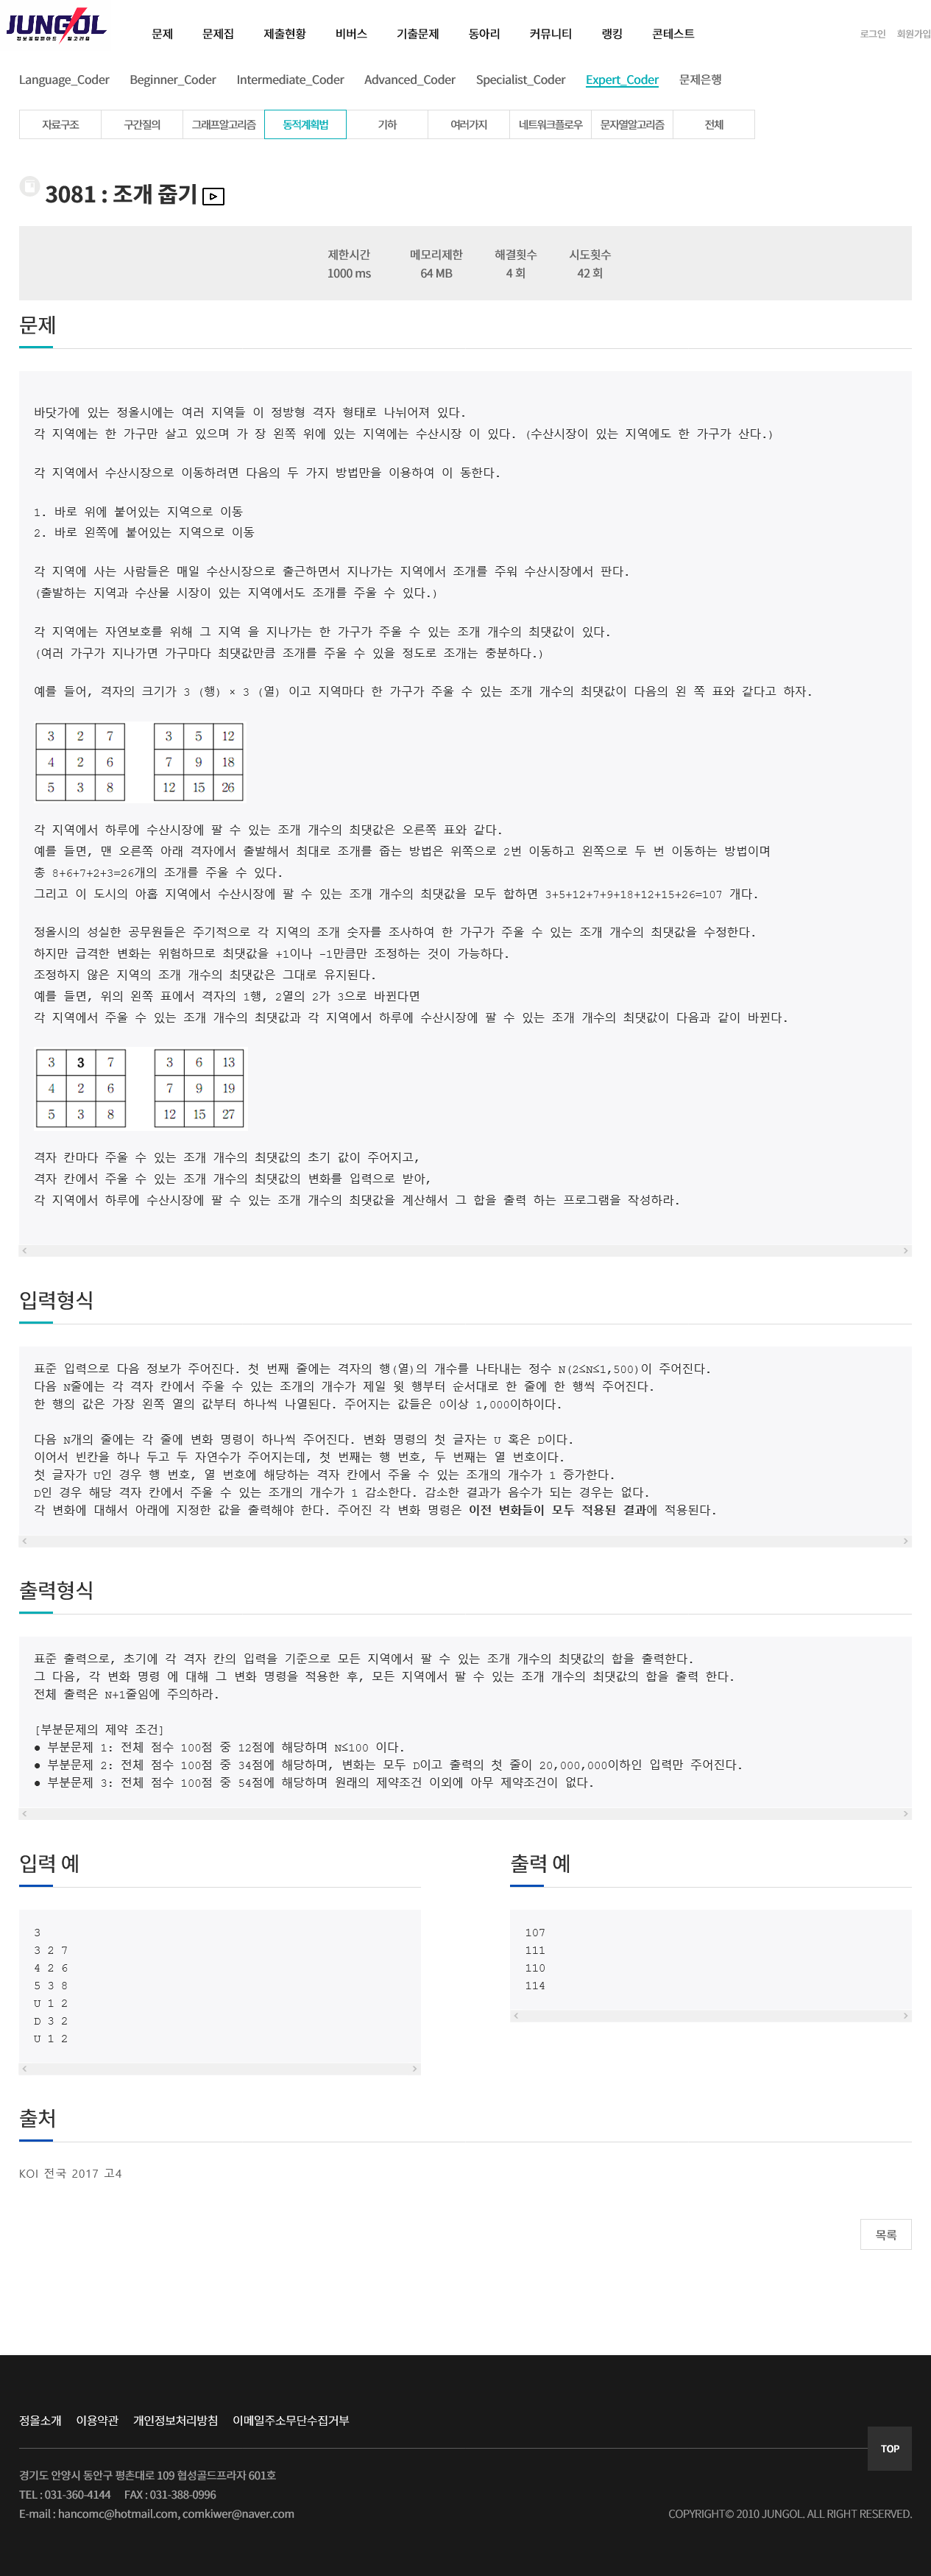 JUNGOL
정보올림피아드 · 알고리즘
문제 문제집 제출현황 비버스 기출문제 동아리 커뮤니티 랭킹 콘테스트 로그인 회원가입
Language_Coder Beginner_Coder Intermediate_Coder Advanced_Coder Specialist_Coder Expert_Coder 문제은행
자료구조 구간질의 그래프알고리즘 동적계획법 기하 여러가지 네트워크플로우 문자열알고리즘 전체
3081 : 조개 줍기
제한시간 메모리제한 해결횟수 시도횟수
1000 ms 64 MB 4 회 42 회
문제
바닷가에 있는 정올시에는 여러 지역들 이 정방형 격자 형태로 나뉘어져 있다.
각 지역에는 한 가구만 살고 있으며 가 장 왼쪽 위에 있는 지역에는 수산시장 이 있다. (수산시장이 있는 지역에도 한 가구가 산다.)
각 지역에서 수산시장으로 이동하려면 다음의 두 가지 방법만을 이용하여 이 동한다.
1. 바로 위에 붙어있는 지역으로 이동
2. 바로 왼쪽에 붙어있는 지역으로 이동
각 지역에 사는 사람들은 매일 수산시장으로 출근하면서 지나가는 지역에서 조개를 주워 수산시장에서 판다.
(출발하는 지역과 수산물 시장이 있는 지역에서도 조개를 주울 수 있다.)
각 지역에는 자연보호를 위해 그 지역 을 지나가는 한 가구가 주울 수 있는 조개 개수의 최댓값이 있다.
(여러 가구가 지나가면 가구마다 최댓값만큼 조개를 주울 수 있을 정도로 조개는 충분하다.)
예를 들어, 격자의 크기가 3 (행) × 3 (열) 이고 지역마다 한 가구가 주울 수 있는 조개 개수의 최댓값이 다음의 왼 쪽 표와 같다고 하자.
3 2 7 3 5 12
4 2 6 7 9 18
5 3 8 12 15 26
각 지역에서 하루에 수산시장에 팔 수 있는 조개 개수의 최댓값은 오른쪽 표와 같다.
예를 들면, 맨 오른쪽 아래 격자에서 출발해서 최대로 조개를 줍는 방법은 위쪽으로 2번 이동하고 왼쪽으로 두 번 이동하는 방법이며
총 8+6+7+2+3=26개의 조개를 주울 수 있다.
그리고 이 도시의 아홉 지역에서 수산시장에 팔 수 있는 조개 개수의 최댓값을 모두 합하면 3+5+12+7+9+18+12+15+26=107 개다.
정올시의 성실한 공무원들은 주기적으로 각 지역의 조개 숫자를 조사하여 한 가구가 주울 수 있는 조개 개수의 최댓값을 수정한다.
하지만 급격한 변화는 위험하므로 최댓값을 +1이나 -1만큼만 조정하는 것이 가능하다.
조정하지 않은 지역의 조개 개수의 최댓값은 그대로 유지된다.
예를 들면, 위의 왼쪽 표에서 격자의 1행, 2열의 2가 3으로 바뀐다면
각 지역에서 주울 수 있는 조개 개수의 최댓값과 각 지역에서 하루에 수산시장에 팔 수 있는 조개 개수의 최댓값이 다음과 같이 바뀐다.
3 3 7 3 6 13
4 2 6 7 9 19
5 3 8 12 15 27
격자 칸마다 주울 수 있는 조개 개수의 최댓값의 초기 값이 주어지고,
격자 칸에서 주울 수 있는 조개 개수의 최댓값의 변화를 입력으로 받아,
각 지역에서 하루에 수산시장에 팔 수 있는 조개 개수의 최댓값을 계산해서 그 합을 출력 하는 프로그램을 작성하라.
입력형식
표준 입력으로 다음 정보가 주어진다. 첫 번째 줄에는 격자의 행(열)의 개수를 나타내는 정수 N(2≤N≤1,500)이 주어진다.
다음 N줄에는 각 격자 칸에서 주울 수 있는 조개의 개수가 제일 윗 행부터 순서대로 한 줄에 한 행씩 주어진다.
한 행의 값은 가장 왼쪽 열의 값부터 하나씩 나열된다. 주어지는 값들은 0이상 1,000이하이다.
다음 N개의 줄에는 각 줄에 변화 명령이 하나씩 주어진다. 변화 명령의 첫 글자는 U 혹은 D이다.
이어서 빈칸을 하나 두고 두 자연수가 주어지는데, 첫 번째는 행 번호, 두 번째는 열 번호이다.
첫 글자가 U인 경우 행 번호, 열 번호에 해당하는 격자 칸에서 주울 수 있는 조개의 개수가 1 증가한다.
D인 경우 해당 격자 칸에서 주울 수 있는 조개의 개수가 1 감소한다. 감소한 결과가 음수가 되는 경우는 없다.
각 변화에 대해서 아래에 지정한 값을 출력해야 한다. 주어진 각 변화 명령은 이전 변화들이 모두 적용된 결과에 적용된다.
출력형식
표준 출력으로, 초기에 각 격자 칸의 입력을 기준으로 모든 지역에서 팔 수 있는 조개 개수의 최댓값의 합을 출력한다.
그 다음, 각 변화 명령 에 대해 그 변화 명령을 적용한 후, 모든 지역에서 팔 수 있는 조개 개수의 최댓값의 합을 출력 한다.
전체 출력은 N+1줄임에 주의하라.
[부분문제의 제약 조건]
● 부분문제 1: 전체 점수 100점 중 12점에 해당하며 N≤100 이다.
● 부분문제 2: 전체 점수 100점 중 34점에 해당하며, 변화는 모두 D이고 출력의 첫 줄이 20,000,000이하인 입력만 주어진다.
● 부분문제 3: 전체 점수 100점 중 54점에 해당하며 원래의 제약조건 이외에 아무 제약조건이 없다.
입력 예 출력 예
3
3 2 7
4 2 6
5 3 8
U 1 2
D 3 2
U 1 2
107
111
110
114
출처
KOI 전국 2017 고4
목록
정올소개 이용약관 개인정보처리방침 이메일주소무단수집거부
TOP
경기도 안양시 동안구 평촌대로 109 협성골드프라자 601호
TEL : 031-360-4144 FAX : 031-388-0996
E-mail : hancomc@hotmail.com, comkiwer@naver.com
COPYRIGHT© 2010 JUNGOL. ALL RIGHT RESERVED.